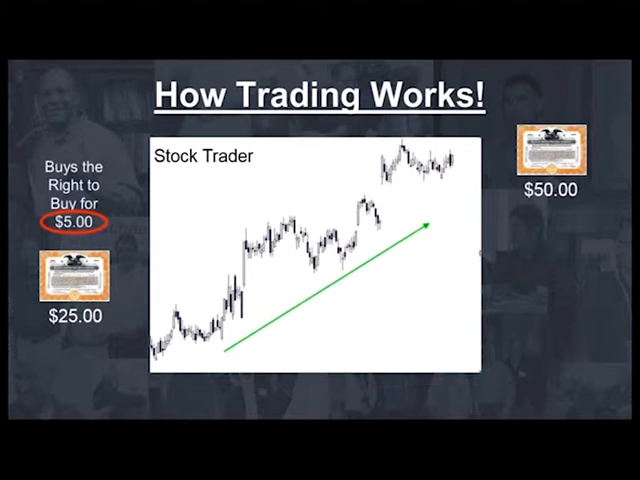 How Trading Works!
Stock Trader
Buys the
Right to
Buy for
$5.00
$25.00
$50.00